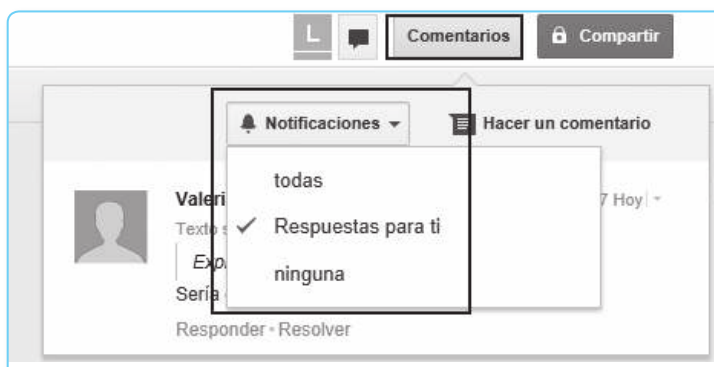 L Comentarios Compartir
Notificaciones Hacer un comentario
todas
Valeri 7 Hoy
Respuestas para ti
Texto
Exp
ninguna
Sería
Responder • Resolver